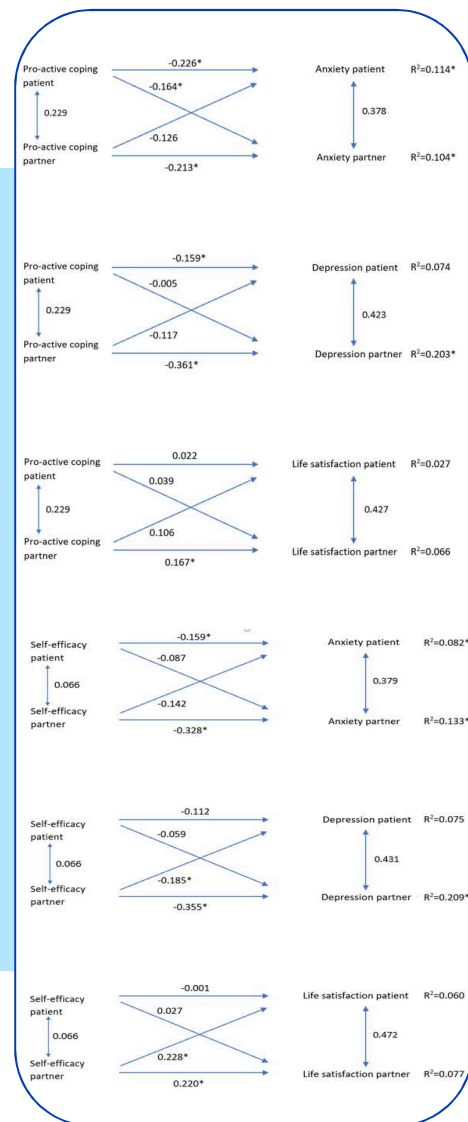 -0.226*
Pro-active coping
patient
Anxiety patient R²=0.114*
-0.164*
0.229
0.378
-0.126
Pro-active coping
partner
Anxiety partner R²=0.104*
-0.213*
-0.159*
Pro-active coping
patient
Depression patient R²=0.074
-0.005
0.229
0.423
-0.117
Pro-active coping
partner
Depression partner R²=0.203*
-0.361*
0.022
Pro-active coping
patient
Life satisfaction patient R²=0.027
0.039
0.229
0.427
0.106
Pro-active coping
partner
Life satisfaction partner R²=0.066
0.167*
-0.159*
Self-efficacy
patient
Anxiety patient R²=0.082*
-0.087
0.066
0.379
-0.142
Self-efficacy
partner
Anxiety partner R²=0.133*
-0.328*
-0.112
Self-efficacy
patient
Depression patient R²=0.075
-0.059
0.066
0.431
-0.185*
Self-efficacy
partner
Depression partner R²=0.209*
-0.355*
-0.001
Self-efficacy
patient
Life satisfaction patient R²=0.060
0.027
0.066
0.472
0.228*
Self-efficacy
partner
Life satisfaction partner R²=0.077
0.220*